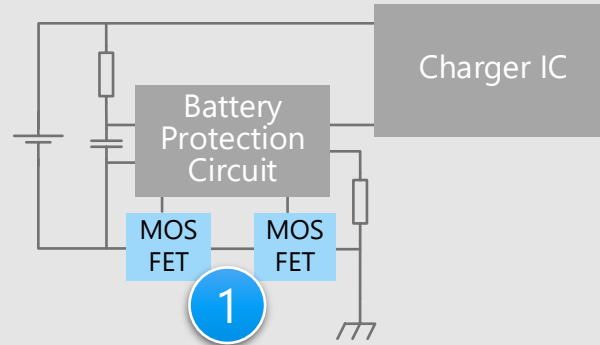 Charger IC
Battery
Protection
Circuit
MOS
FET
MOS
FET
1